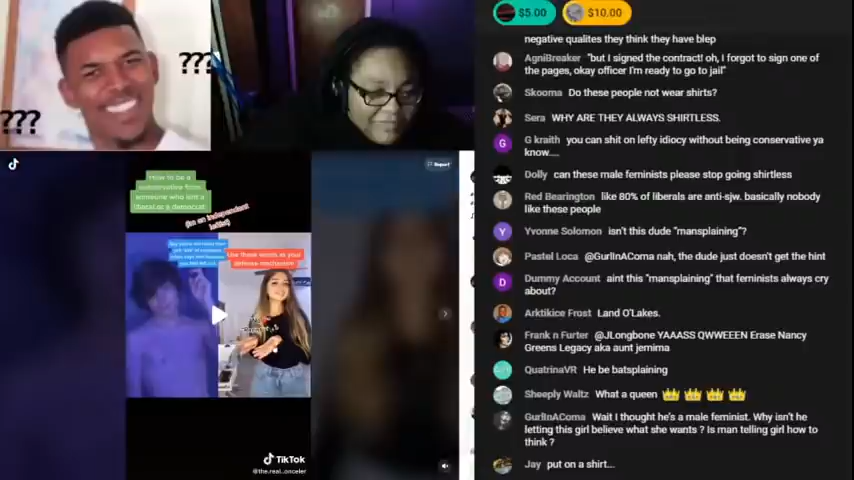 ???
???
Report
How to be a
conservative from
someone who isn't a
liberal or a democrat
(im an independent
leftist)
Use these words as your
defense mechanism
TikTok
@the.real..onceler
$5.00
$10.00
negative qualites they think they have blep
AgniBreaker "but I signed the contract! oh, I forgot to sign one of
the pages, okay officer I'm ready to go to jail"
Skooma Do these people not wear shirts?
Sera WHY ARE THEY ALWAYS SHIRTLESS.
G kraith you can shit on lefty idiocy without being conservative ya
know....
Dolly can these male feminists please stop going shirtless
Red Bearington like 80% of liberals are anti-sjw. basically nobody
like these people
Yvonne Solomon isn't this dude "mansplaining"?
Pastel Loca @GurlInAComa nah, the dude just doesn't get the hint
Dummy Account aint this "mansplaining" that feminists always cry
about?
Arktikice Frost Land O'Lakes.
Frank n Furter @JLongbone YAAASS QWWEEEN Erase Nancy
Greens Legacy aka aunt jemima
QuatrinaVR He be batsplaining
Sheeply Waltz What a queen 👑 👑 👑 👑
GurlInAComa Wait I thought he's a male feminist. Why isn't he
letting this girl believe what she wants ? Is man telling girl how to
think ?
Jay put on a shirt...